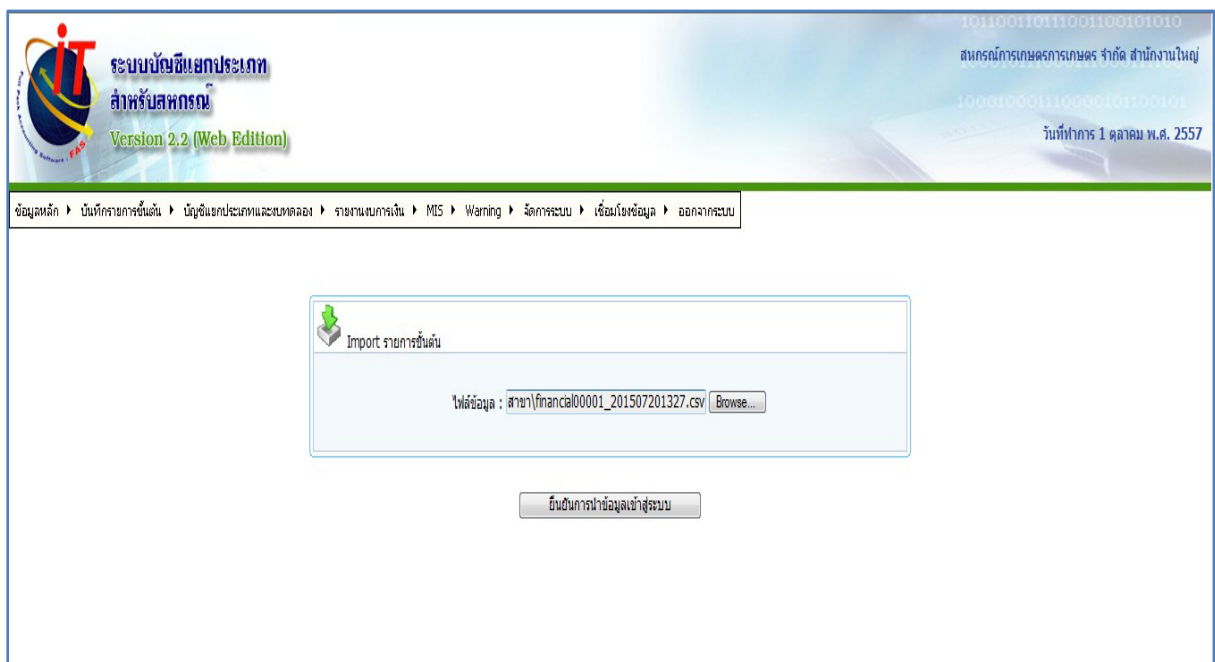 101100110111001100101010
สหกรณ์การเกษตรการเกษตร จำกัด สำนักงานใหญ่
iT
ระบบบัญชีแยกประเภท
สำหรับสหกรณ์
Version 2.2 (Web Edition)
100010001110000101100101
วันที่ทำการ 1 ตุลาคม พ.ศ. 2557
Full Pack Accounting Software : FAS
ข้อมูลหลัก บันทึกรายการขั้นต้น บัญชีแยกประเภทและงบทดลอง รายงานงบการเงิน MIS Warning จัดการระบบ เชื่อมโยงข้อมูล ออกจากระบบ
Import รายการขั้นต้น
ไฟล์ข้อมูล : สาขา\financial00001_201507201327.csv Browse...
ยืนยันการนำข้อมูลเข้าสู่ระบบ